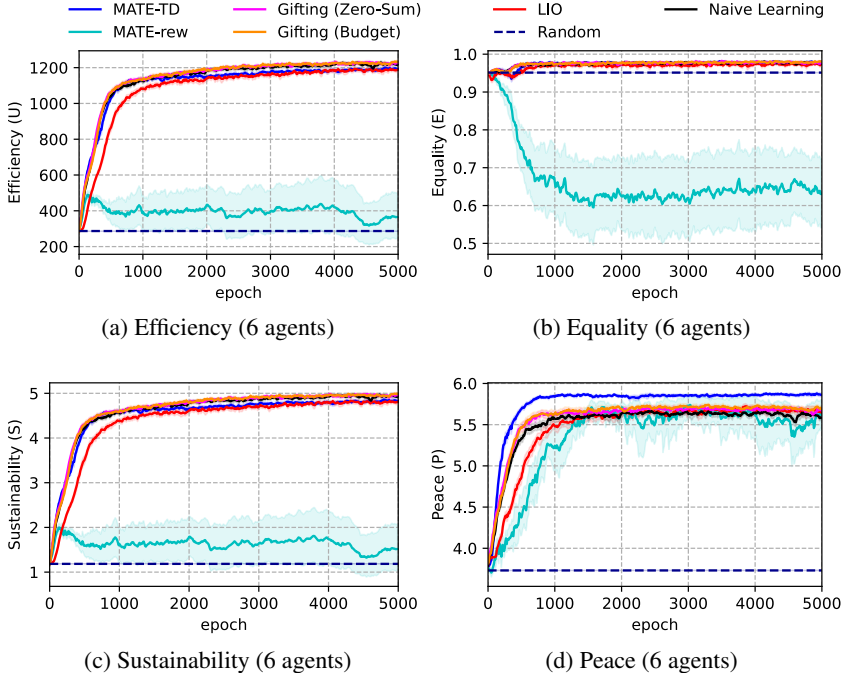 MATE-TD Gifting (Zero-Sum) LIO Naive Learning
MATE-rew Gifting (Budget) Random
1200
1000
800
600
400
200
Efficiency (U)
0 1000 2000 3000 4000 5000
epoch
(a) Efficiency (6 agents)
1.0
0.9
0.8
0.7
0.6
0.5
Equality (E)
0 1000 2000 3000 4000 5000
epoch
(b) Equality (6 agents)
5
4
3
2
1
Sustainability (S)
0 1000 2000 3000 4000 5000
epoch
(c) Sustainability (6 agents)
6.0
5.5
5.0
4.5
4.0
Peace (P)
0 1000 2000 3000 4000 5000
epoch
(d) Peace (6 agents)